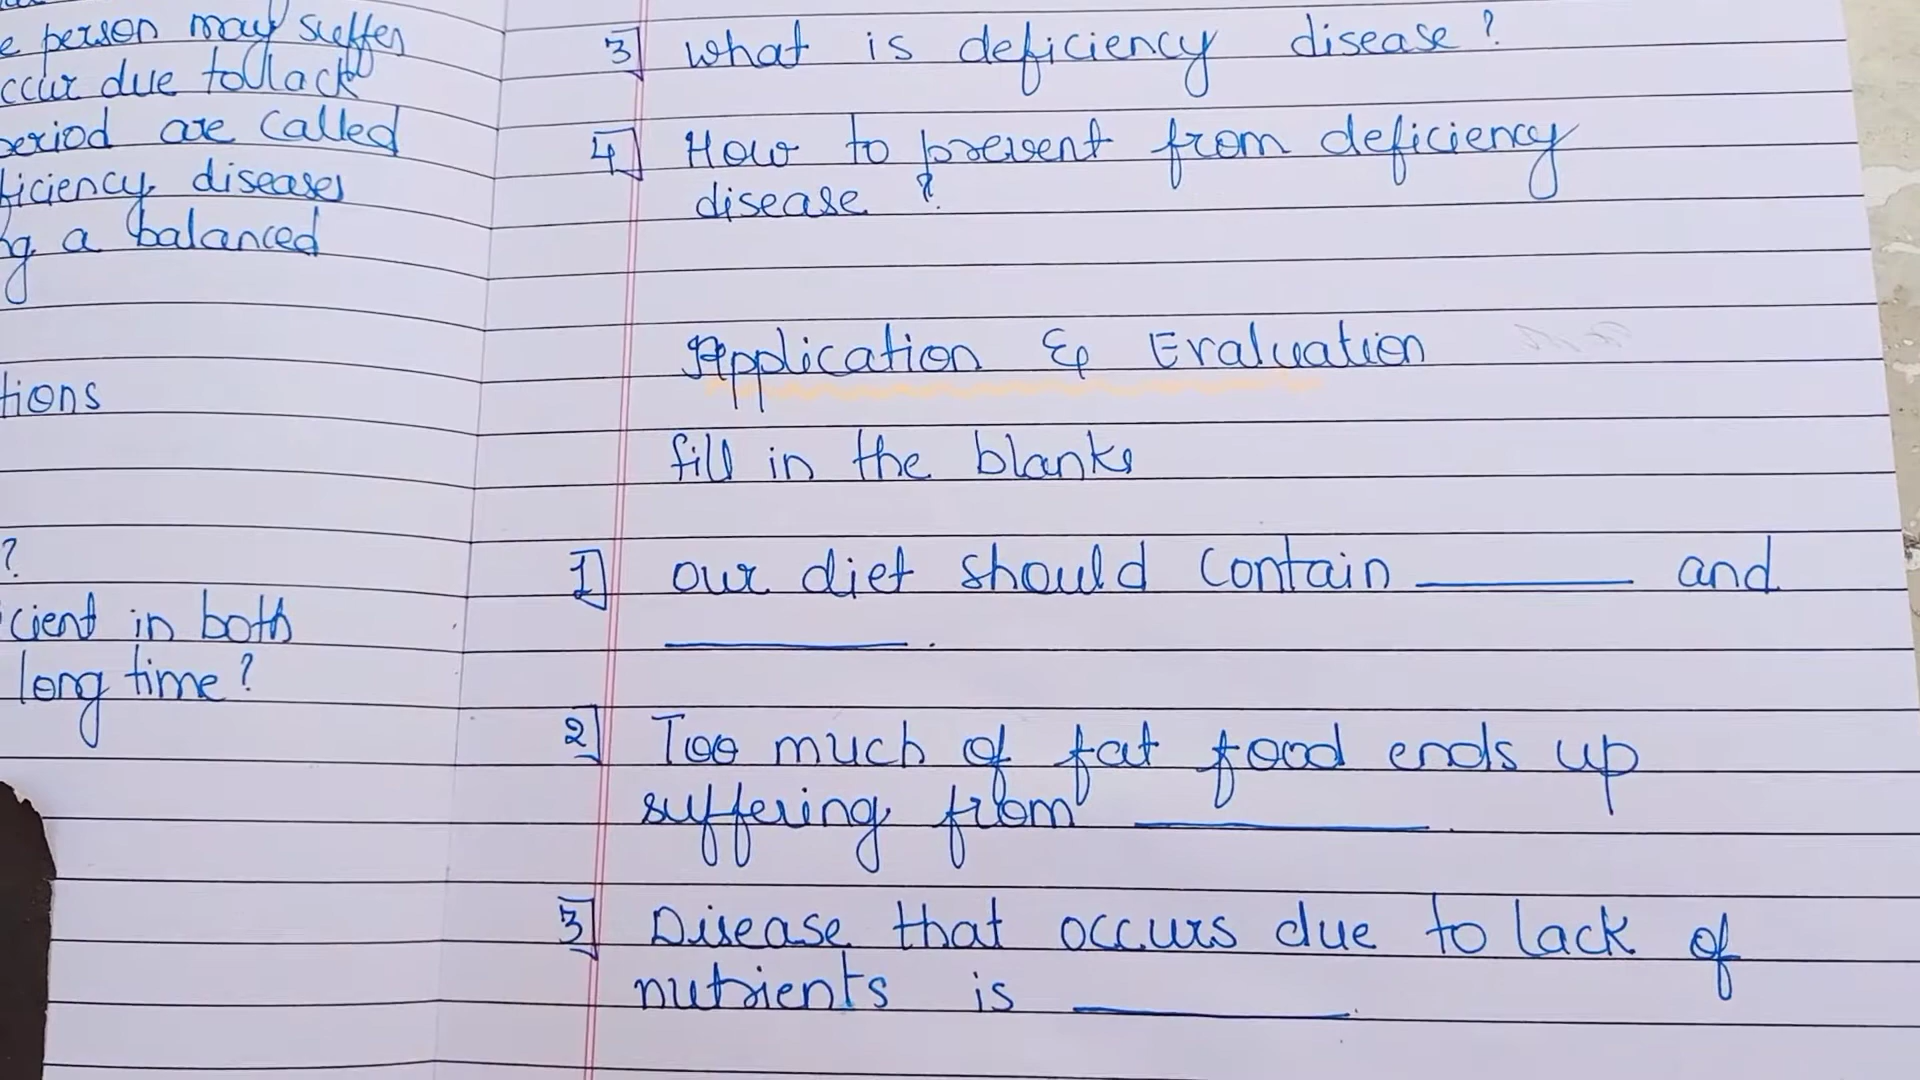 e person may suffer
ccur due to lack
period are called
ficiency diseases
ng a balanced
tions
?
cient in both
long time?
3] what is deficiency disease?
4] How to prevent from deficiency
disease?
Application & Evaluation
fill in the blanks
1] our diet should contain ______ and
______.
2] Too much of fat food ends up
suffering from ______.
3] Disease that occurs due to lack of
nutrients is ______.